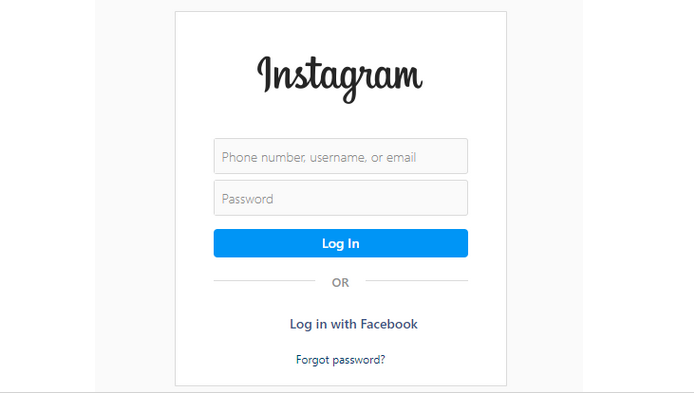 Instagram
Phone number, username, or email
Password
Log In
OR
Log in with Facebook
Forgot password?